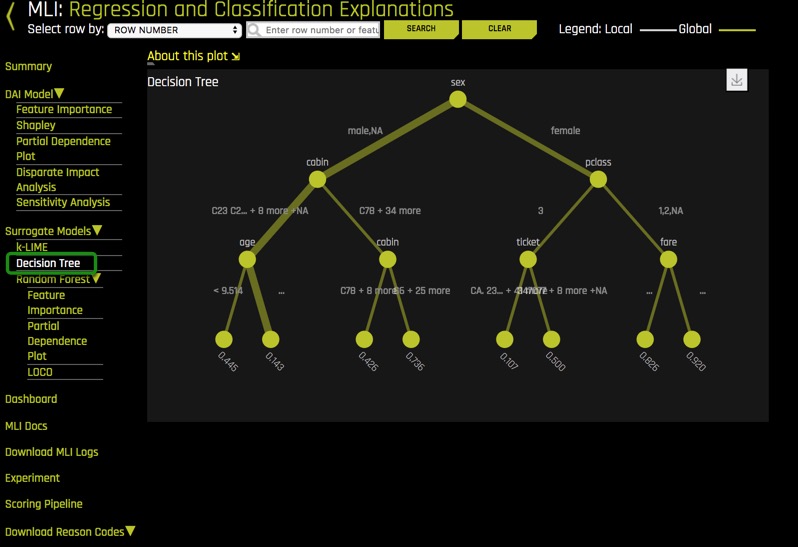 MLI: Regression and Classification Explanations
Select row by: ROW NUMBER Enter row number or featu SEARCH CLEAR Legend: Local Global
About this plot
Summary
DAI Model
Feature Importance
Shapley
Partial Dependence
Plot
Disparate Impact
Analysis
Sensitivity Analysis
Surrogate Models
k-LIME
Decision Tree
Random Forest
Feature
Importance
Partial
Dependence
Plot
LOCO
Dashboard
MLI Docs
Download MLI Logs
Experiment
Scoring Pipeline
Download Reason Codes
Decision Tree
sex
male,NA female
cabin pclass
C23 C2... + 8 more +NA C78 + 34 more 3 1,2,NA
age cabin ticket fare
< 9.514 ... C78 + 8 more + 25 more CA. 23... + 8 more +NA ... ...
0.445 0.143 0.426 0.736 0.107 0.500 0.826 0.920